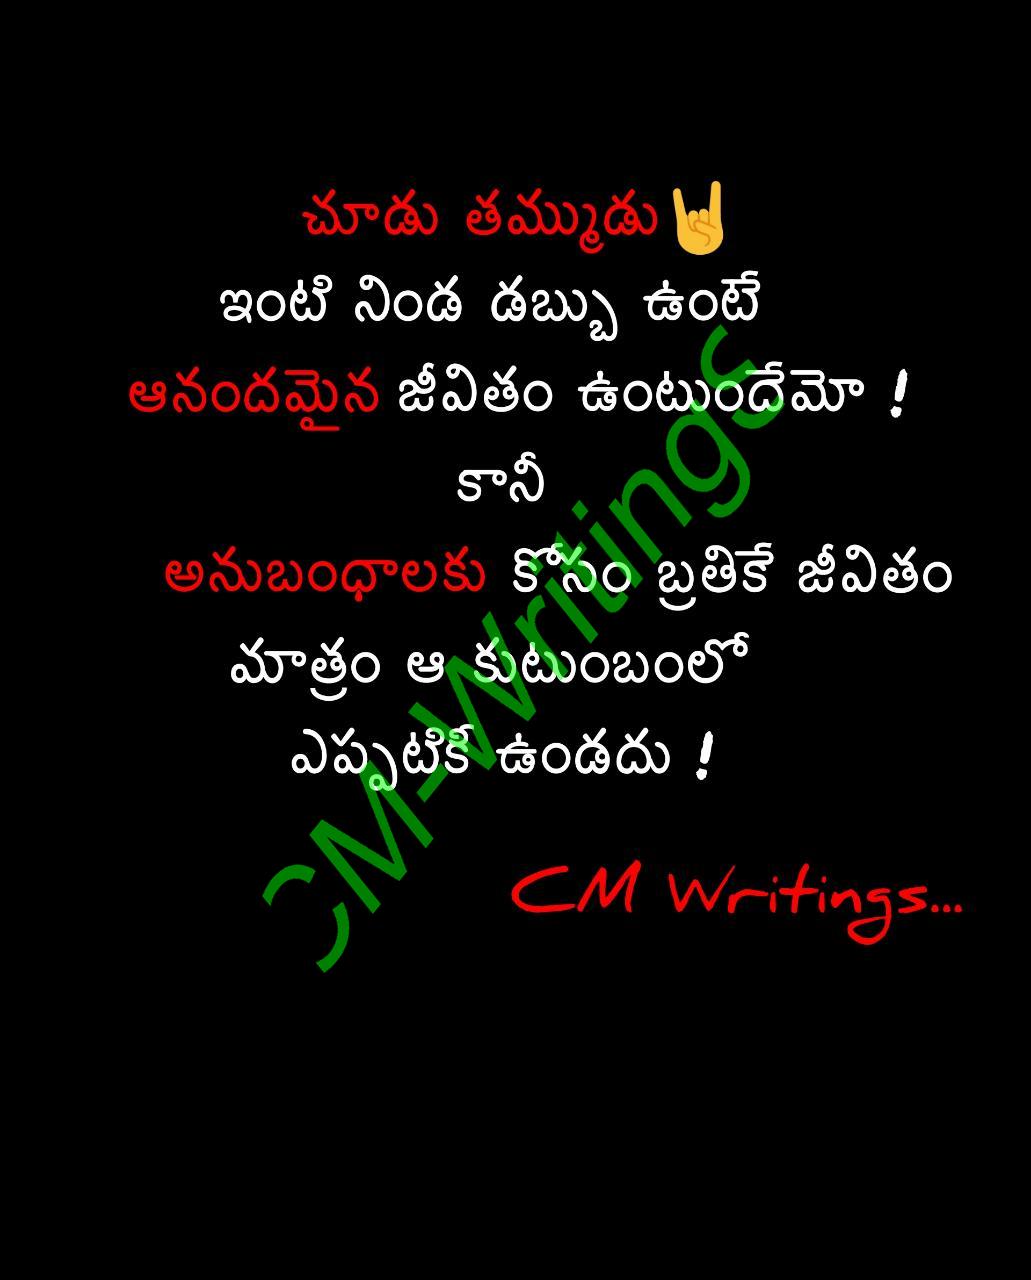 చూడు తమ్ముడు🤘
ఇంటి నిండ డబ్బు ఉంటే
ఆనందమైన జీవితం ఉంటుందేమో !
కానీ
అనుబంధాలకు కోసం బ్రతికే జీవితం
మాత్రం ఆ కుటుంబంలో
ఎప్పటికీ ఉండదు !
CM Writings...
CM-Writings